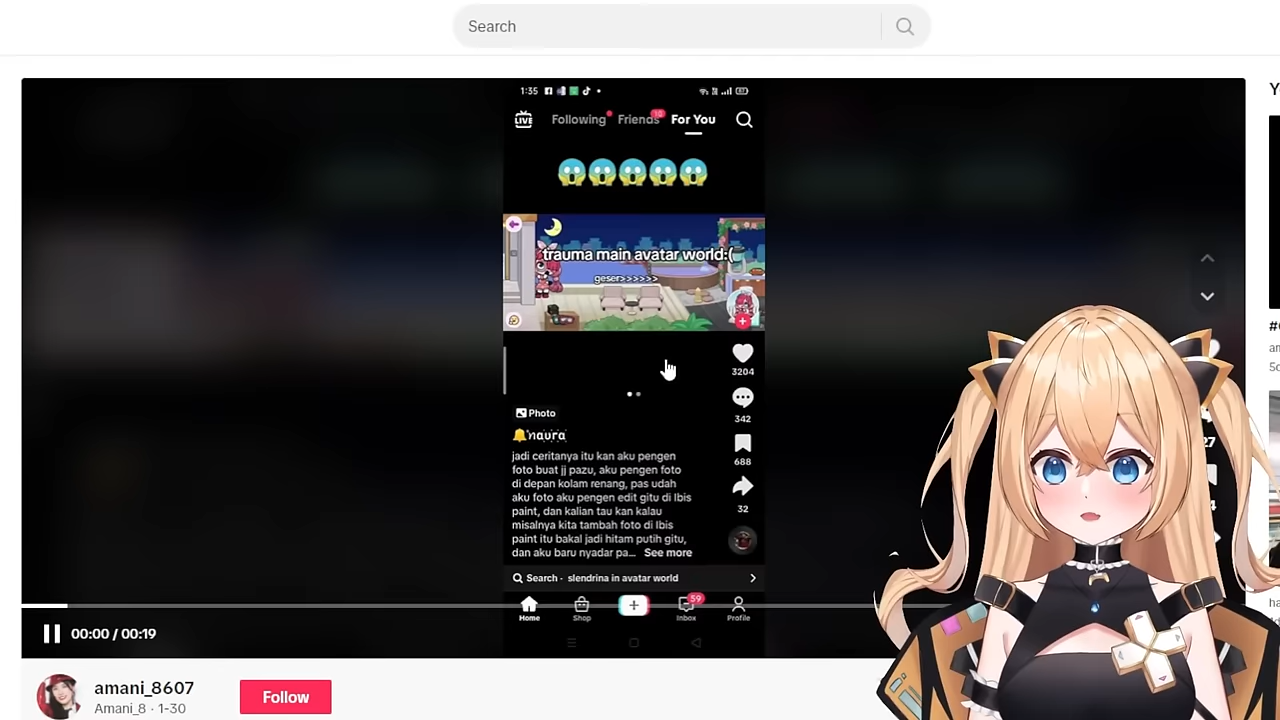 Search
1:35
LIVE
Following
Friends
10
For You
trauma main avatar world:(
geser>>>>>>
3204
342
688
32
Photo
naura
jadi ceritanya itu kan aku pengen
foto buat jj pazu, aku pengen foto
di depan kolam renang, pas udah
aku foto aku pengen edit gitu di Ibis
paint, dan kalian tau kan kalau
misalnya kita tambah foto di Ibis
paint itu bakal jadi hitam putih gitu,
dan aku baru nyadar pa... See more
Search · slendrina in avatar world
Home
Shop
59
Inbox
Profile
00:00 / 00:19
amani_8607
Amani_8 · 1-30
Follow